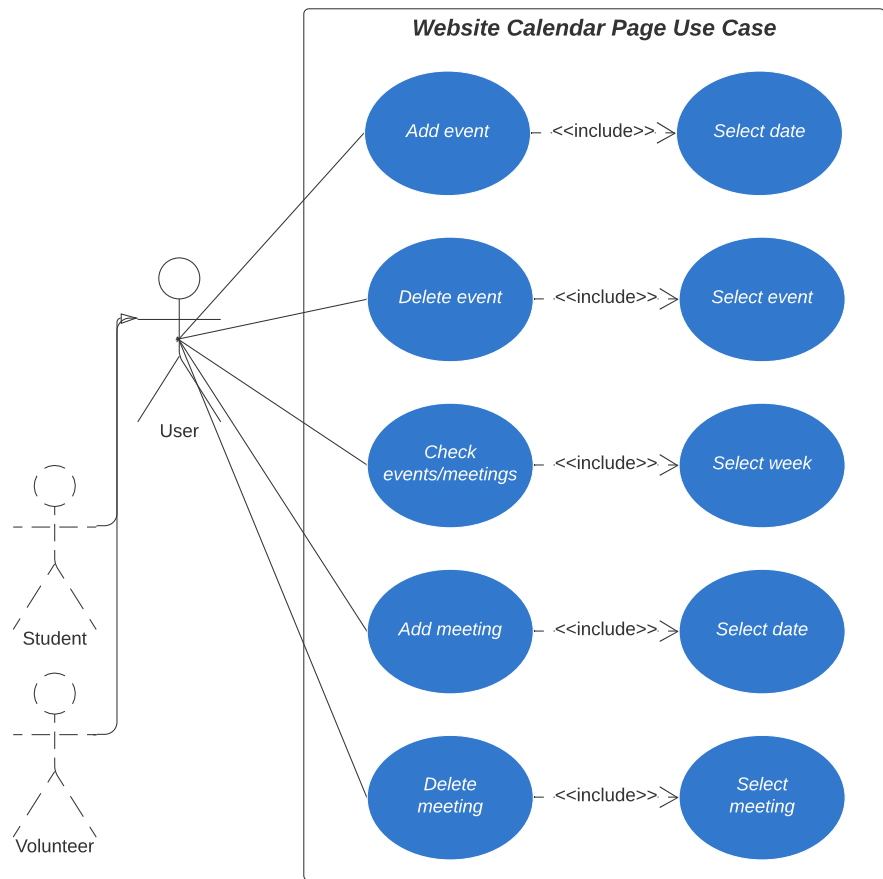 Website Calendar Page Use Case
Add event
<<include>>
Select date
Delete event
<<include>>
Select event
User
Check
events/meetings
<<include>>
Select week
Student
Add meeting
<<include>>
Select date
Volunteer
Delete
meeting
<<include>>
Select
meeting